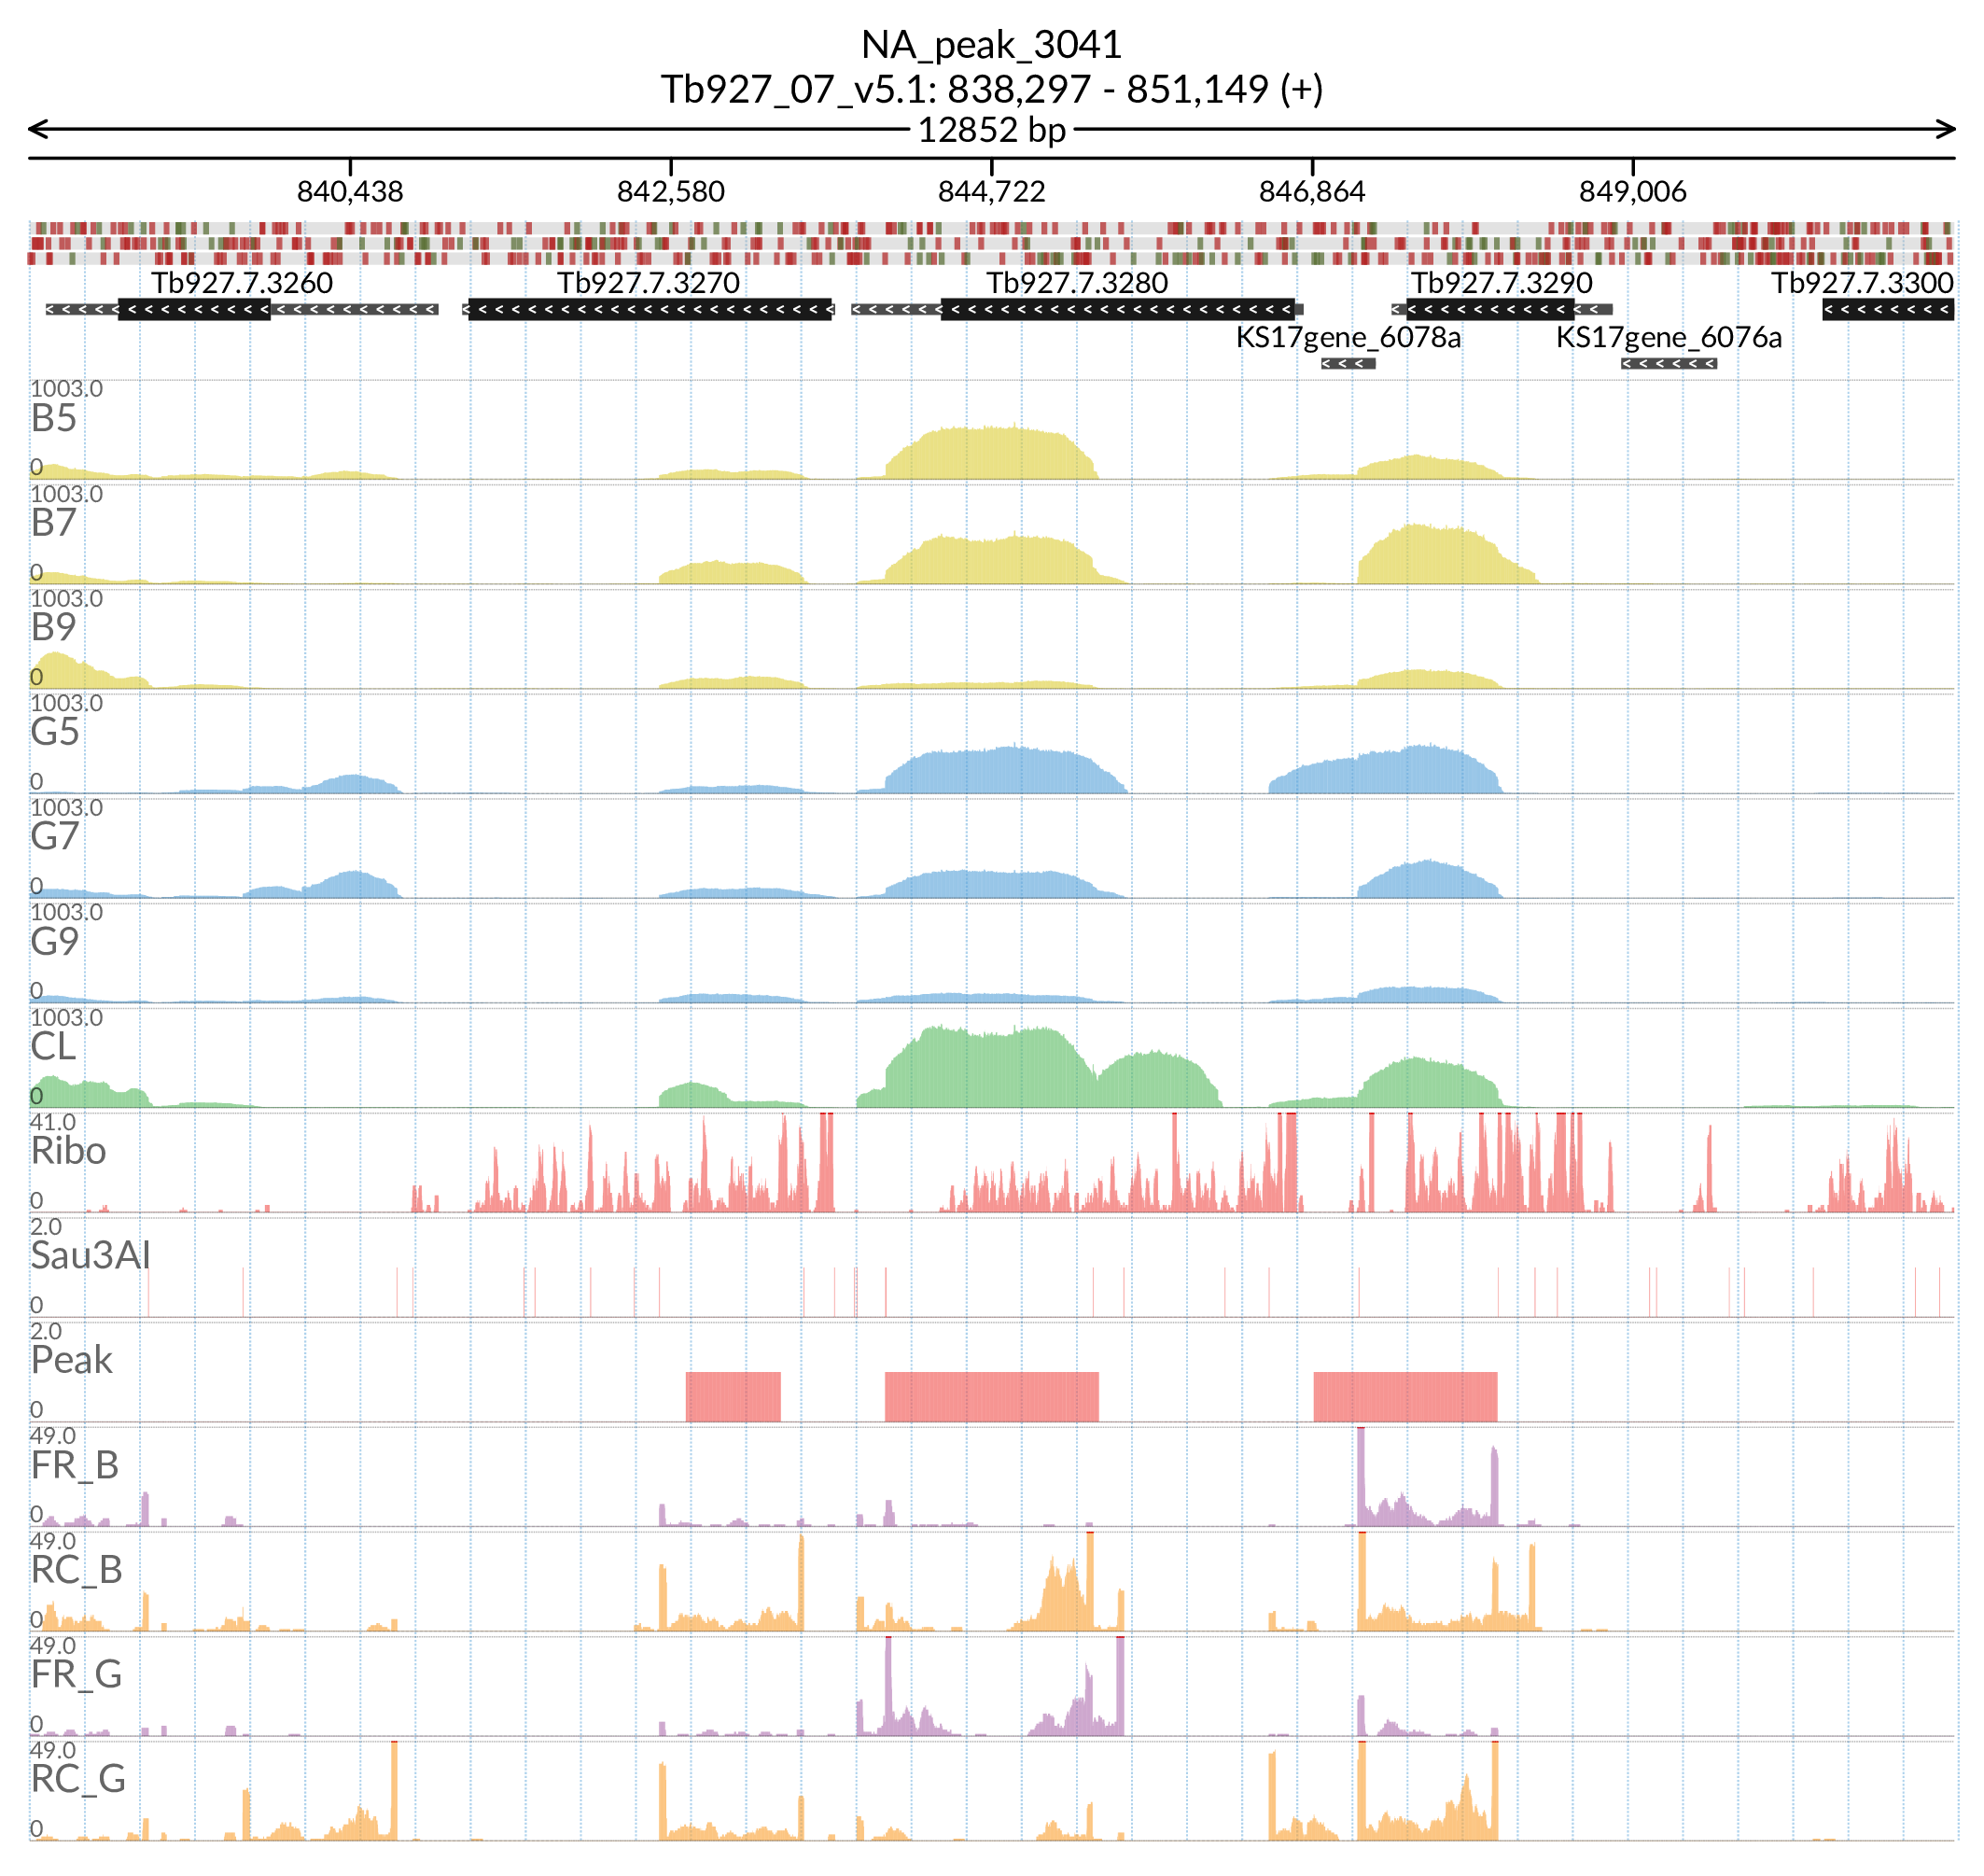 NA_peak_3041
Tb927_07_v5.1: 838,297 - 851,149 (+)
12852 bp
840,438 842,580 844,722 846,864 849,006
Tb927.7.3260 Tb927.7.3270 Tb927.7.3280 Tb927.7.3290 Tb927.7.3300
KS17gene_6078a KS17gene_6076a
1003.0
B5
0
1003.0
B7
0
1003.0
B9
0
1003.0
G5
0
1003.0
G7
0
1003.0
G9
0
1003.0
CL
0
41.0
Ribo
0
2.0
Sau3AI
0
2.0
Peak
0
49.0
FR_B
0
49.0
RC_B
0
49.0
FR_G
0
49.0
RC_G
0